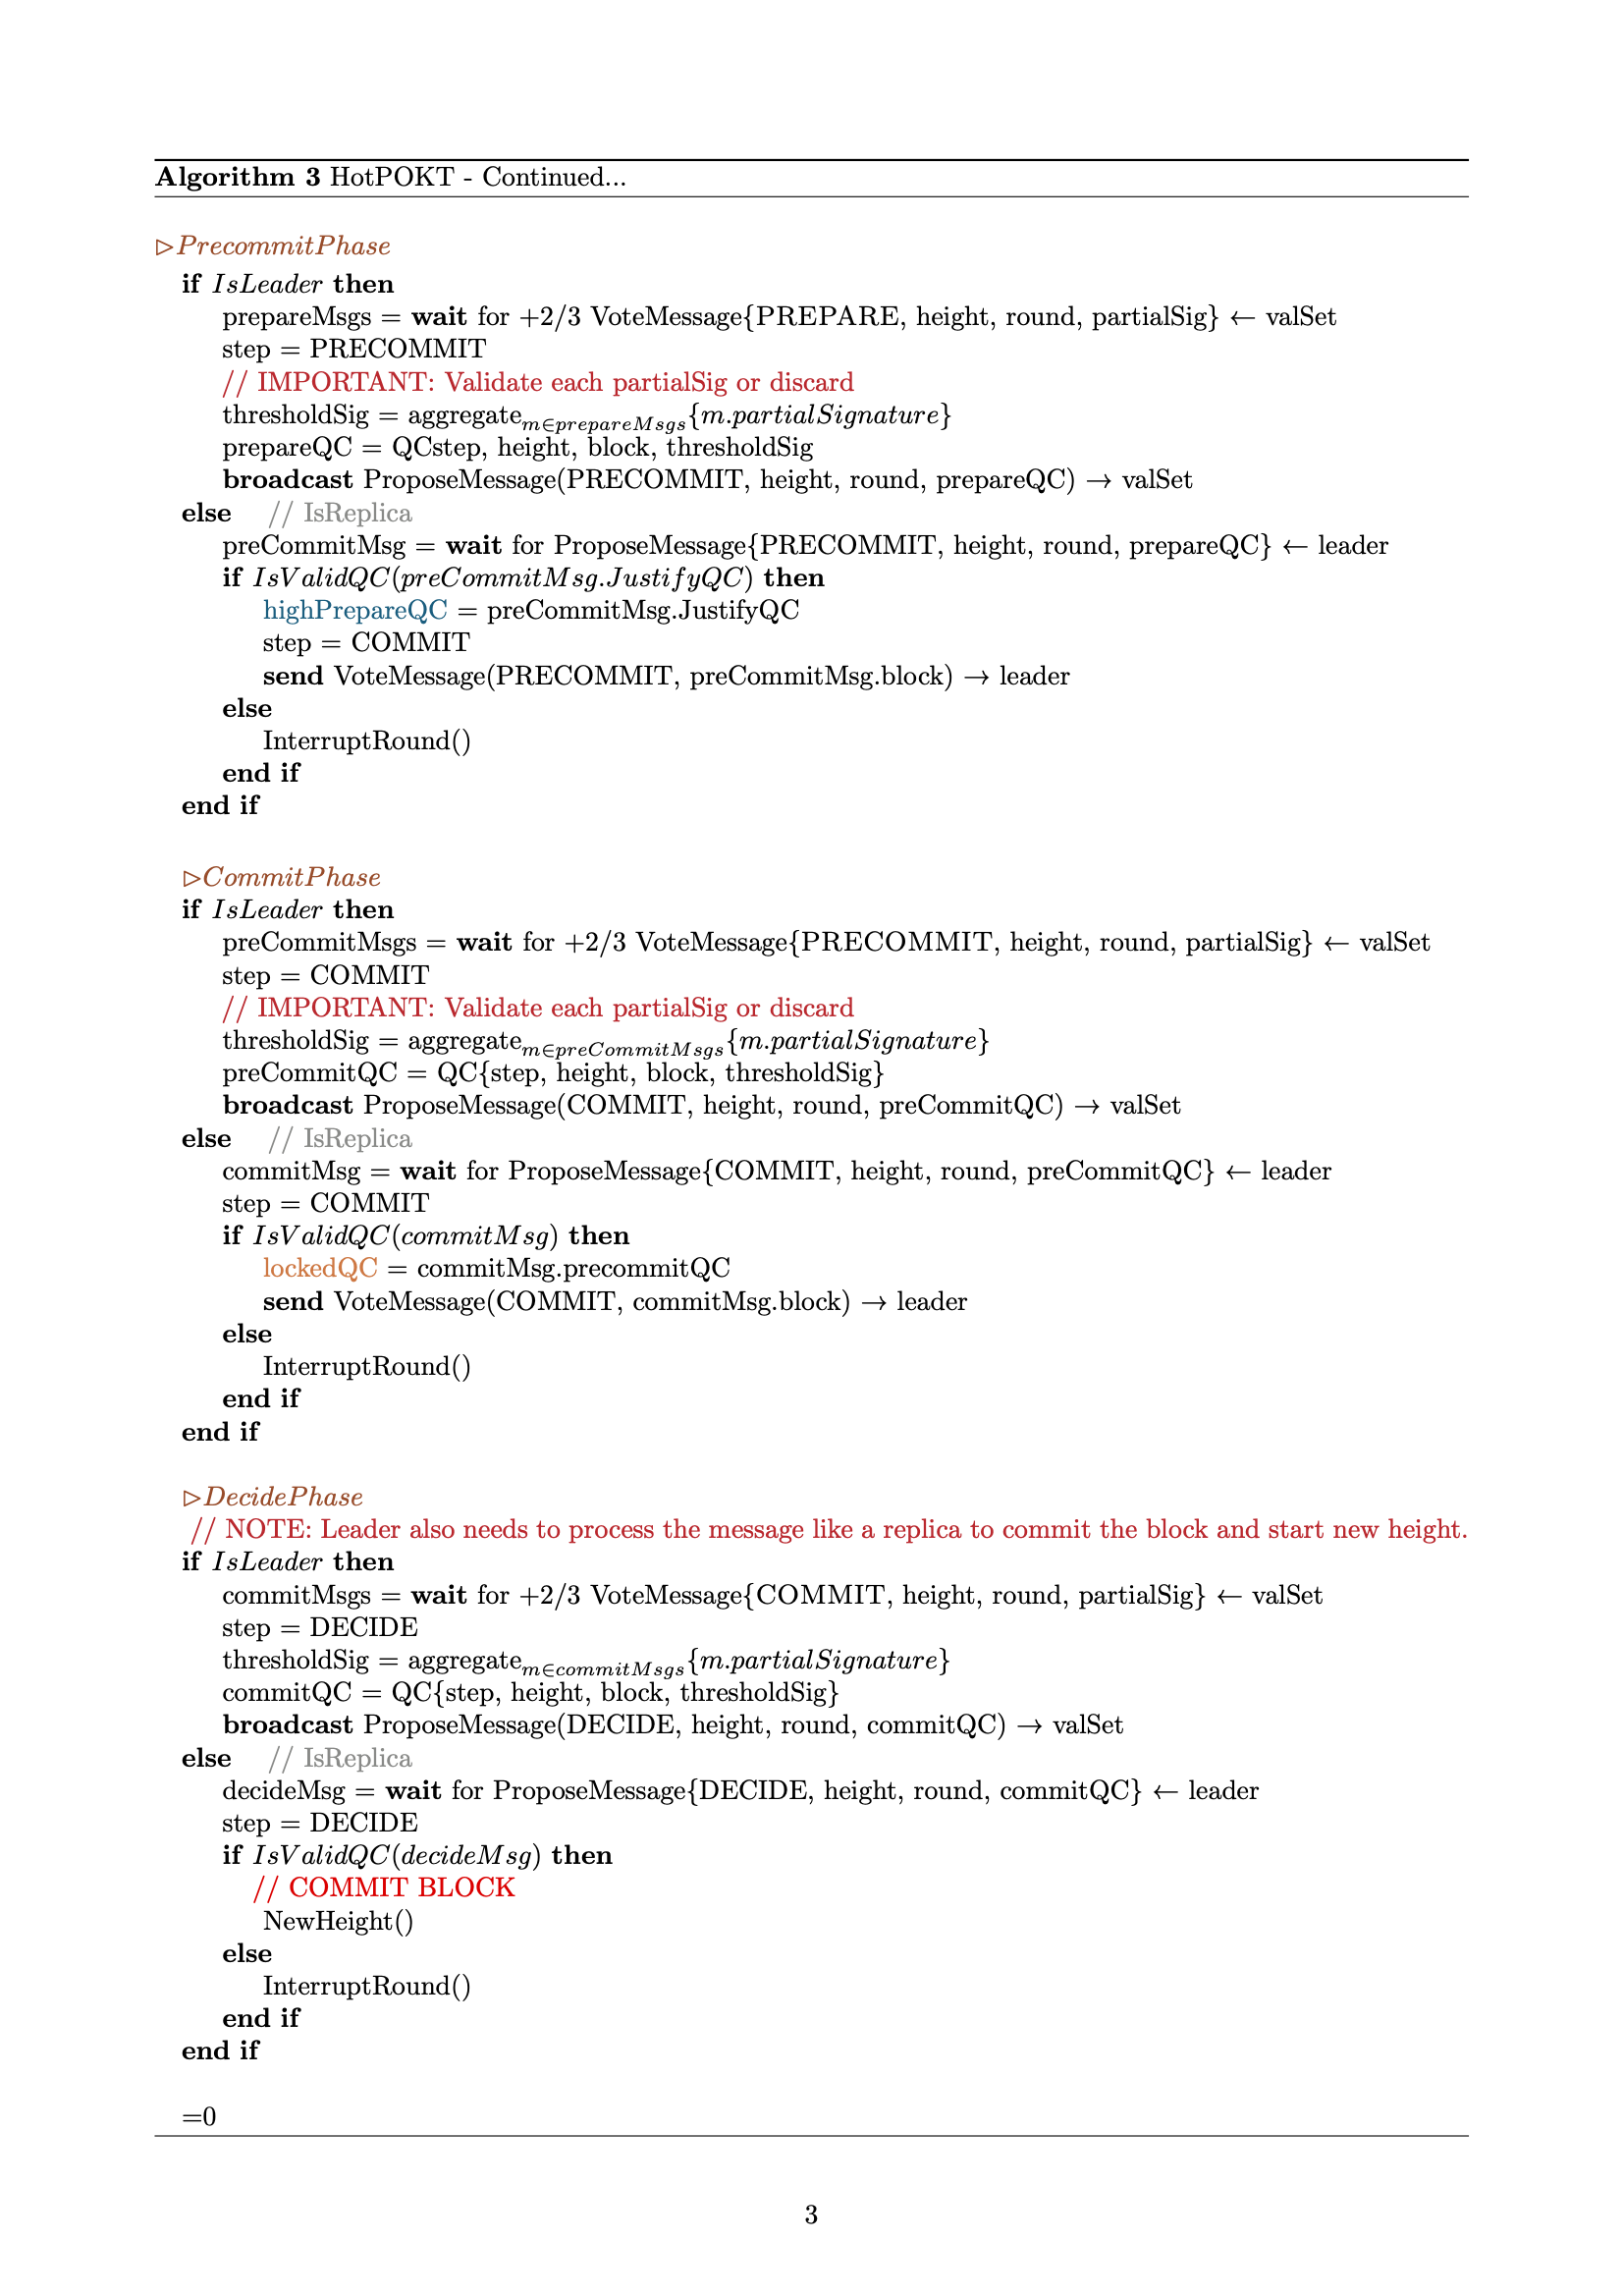 Algorithm 3 HotPOKT - Continued...
▷PrecommitPhase
if IsLeader then
prepareMsgs = wait for +2/3 VoteMessage{PREPARE, height, round, partialSig} ← valSet
step = PRECOMMIT
// IMPORTANT: Validate each partialSig or discard
thresholdSig = aggregate_{m∈prepareMsgs}{m.partialSignature}
prepareQC = QCstep, height, block, thresholdSig
broadcast ProposeMessage(PRECOMMIT, height, round, prepareQC) → valSet
else // IsReplica
preCommitMsg = wait for ProposeMessage{PRECOMMIT, height, round, prepareQC} ← leader
if IsValidQC(preCommitMsg.JustifyQC) then
highPrepareQC = preCommitMsg.JustifyQC
step = COMMIT
send VoteMessage(PRECOMMIT, preCommitMsg.block) → leader
else
InterruptRound()
end if
end if
▷CommitPhase
if IsLeader then
preCommitMsgs = wait for +2/3 VoteMessage{PRECOMMIT, height, round, partialSig} ← valSet
step = COMMIT
// IMPORTANT: Validate each partialSig or discard
thresholdSig = aggregate_{m∈preCommitMsgs}{m.partialSignature}
preCommitQC = QC{step, height, block, thresholdSig}
broadcast ProposeMessage(COMMIT, height, round, preCommitQC) → valSet
else // IsReplica
commitMsg = wait for ProposeMessage{COMMIT, height, round, preCommitQC} ← leader
step = COMMIT
if IsValidQC(commitMsg) then
lockedQC = commitMsg.precommitQC
send VoteMessage(COMMIT, commitMsg.block) → leader
else
InterruptRound()
end if
end if
▷DecidePhase
// NOTE: Leader also needs to process the message like a replica to commit the block and start new height.
if IsLeader then
commitMsgs = wait for +2/3 VoteMessage{COMMIT, height, round, partialSig} ← valSet
step = DECIDE
thresholdSig = aggregate_{m∈commitMsgs}{m.partialSignature}
commitQC = QC{step, height, block, thresholdSig}
broadcast ProposeMessage(DECIDE, height, round, commitQC) → valSet
else // IsReplica
decideMsg = wait for ProposeMessage{DECIDE, height, round, commitQC} ← leader
step = DECIDE
if IsValidQC(decideMsg) then
// COMMIT BLOCK
NewHeight()
else
InterruptRound()
end if
end if
=0
3